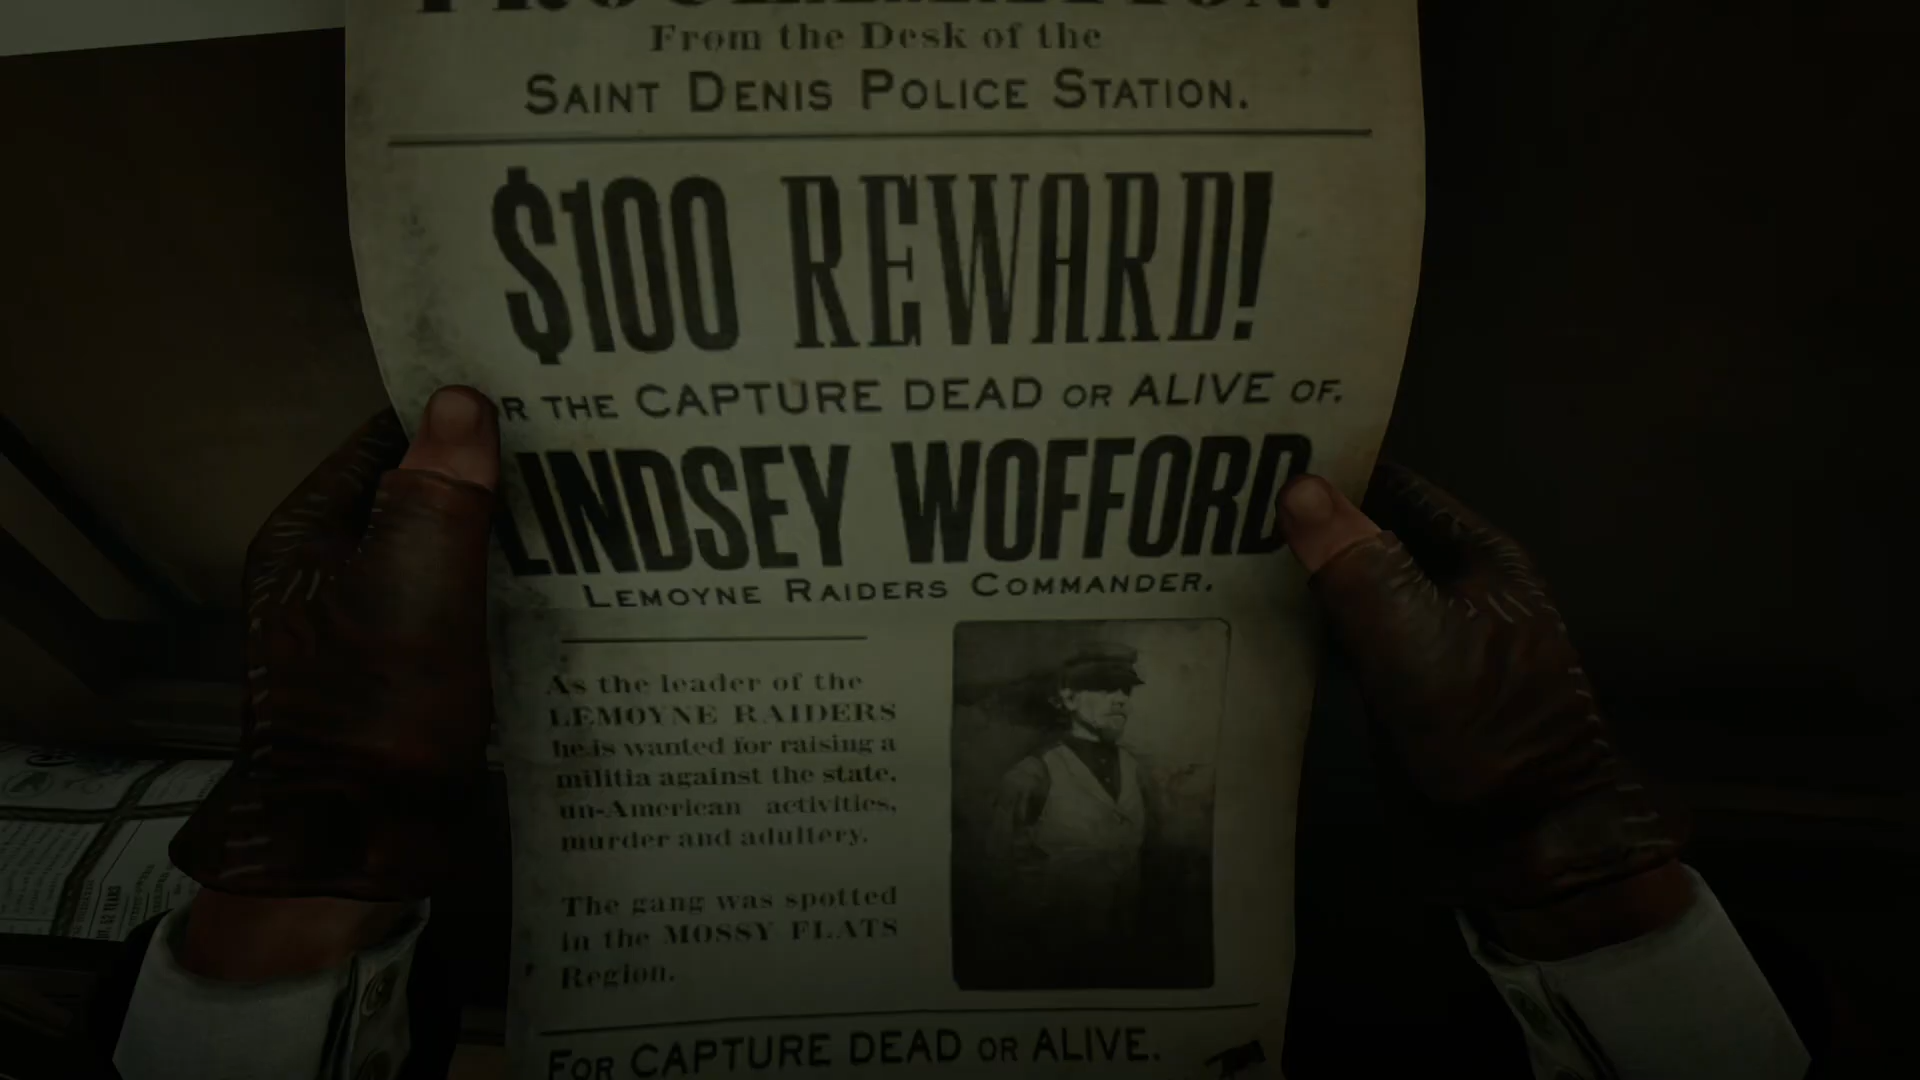 From the Desk of the
SAINT DENIS POLICE STATION.
$100 REWARD!
R THE CAPTURE DEAD OR ALIVE OF,
LINDSEY WOFFORD
LEMOYNE RAIDERS COMMANDER.
As the leader of the
LEMOYNE RAIDERS
he is wanted for raising a
militia against the state,
un-American activities,
murder and adultery.
The gang was spotted
in the MOSSY FLATS
Region.
FOR CAPTURE DEAD OR ALIVE.